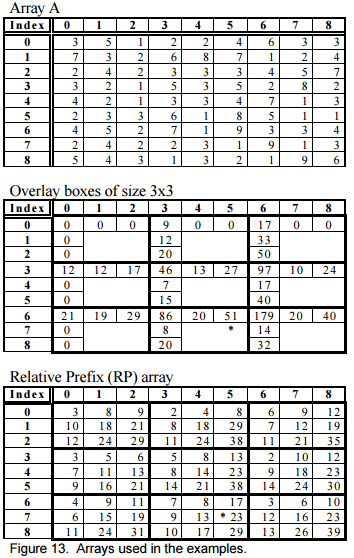 Array A
Index 0 1 2 3 4 5 6 7 8
0 3 5 1 2 2 4 6 3 3
1 7 3 2 6 8 7 1 2 4
2 2 4 2 3 3 3 4 5 7
3 3 2 1 5 3 5 2 8 2
4 4 2 1 3 3 4 7 1 3
5 2 3 3 6 1 8 5 1 1
6 4 5 2 7 1 9 3 3 4
7 2 4 2 2 3 1 9 1 3
8 5 4 3 1 3 2 1 9 6
Overlay boxes of size 3x3
Index 0 1 2 3 4 5 6 7 8
0 0 0 0 9 0 0 17 0 0
1 0 12 33
2 0 20 50
3 12 12 17 46 13 27 97 10 24
4 0 7 17
5 0 15 40
6 21 19 29 86 20 51 179 20 40
7 0 8 * 14
8 0 20 32
Relative Prefix (RP) array
Index 0 1 2 3 4 5 6 7 8
0 3 8 9 2 4 8 6 9 12
1 10 18 21 8 18 29 7 12 19
2 12 24 29 11 24 38 11 21 35
3 3 5 6 5 8 13 2 10 12
4 7 11 13 8 14 23 9 18 23
5 9 16 21 14 21 38 14 24 30
6 4 9 11 7 8 17 3 6 10
7 6 15 19 9 13 * 23 12 16 23
8 11 24 31 10 17 29 13 26 39
Figure 13. Arrays used in the examples.